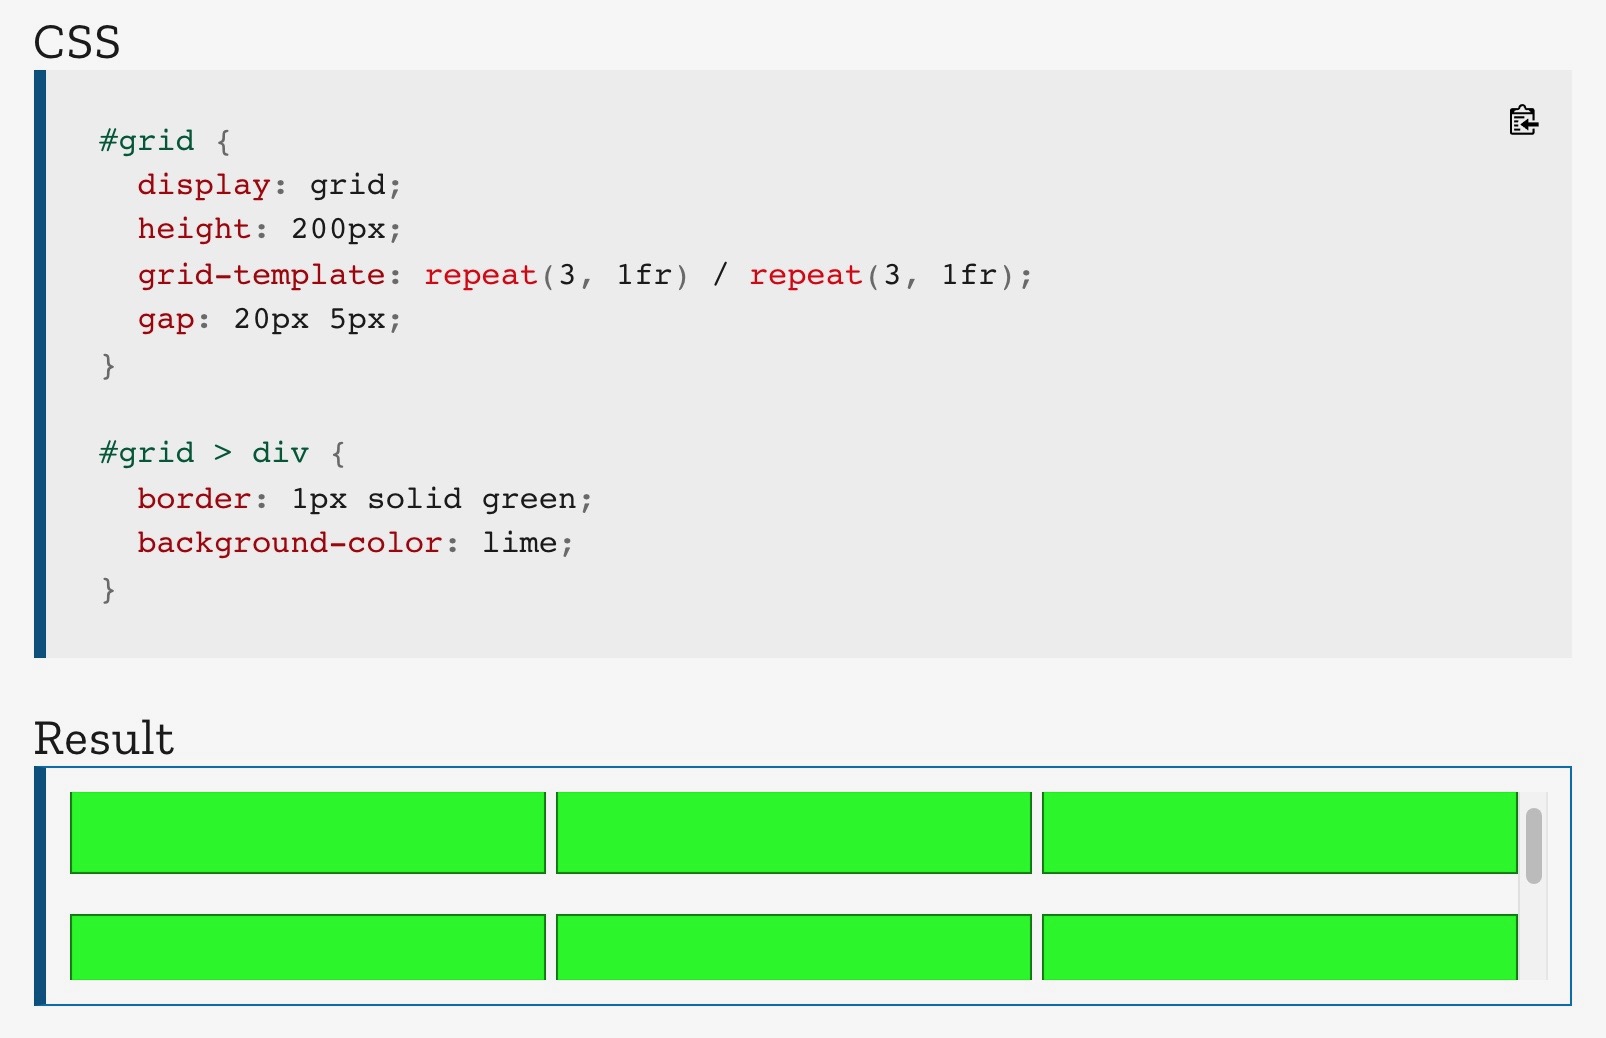 CSS
#grid {
  display: grid;
  height: 200px;
  grid-template: repeat(3, 1fr) / repeat(3, 1fr);
  gap: 20px 5px;
}
#grid > div {
  border: 1px solid green;
  background-color: lime;
}
Result